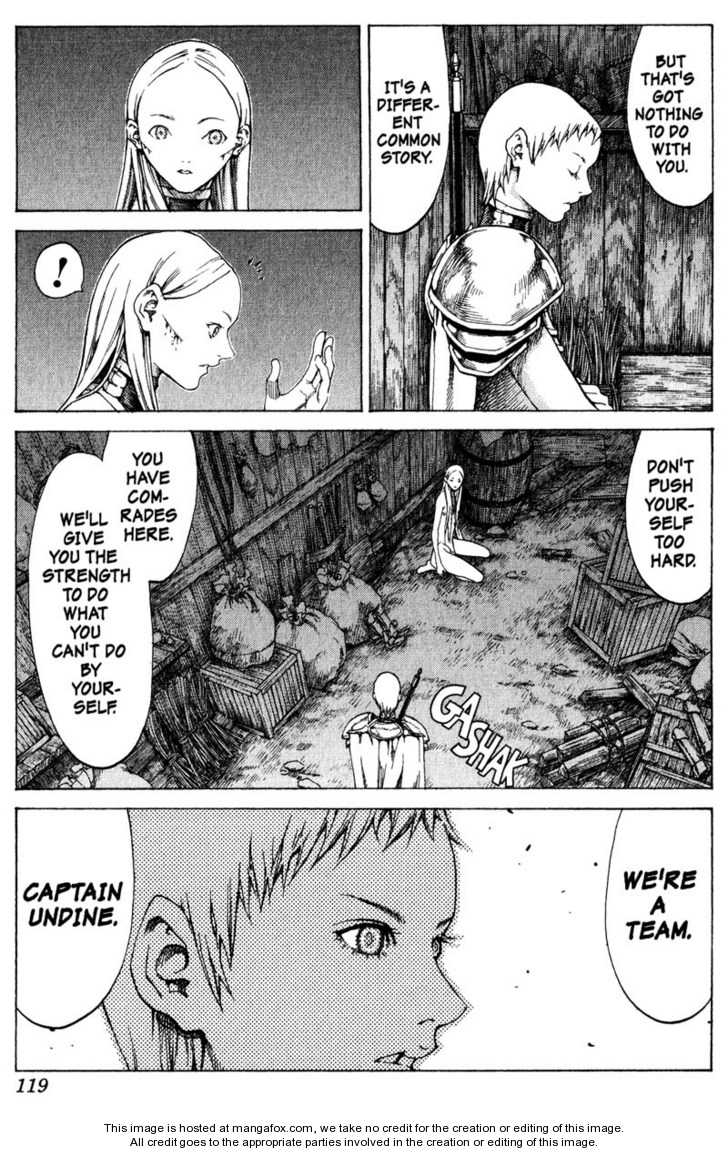 BUT
THAT'S
GOT
NOTHING
TO DO
WITH
YOU.
IT'S A
DIFFER-
ENT
COMMON
STORY.
!
DON'T
PUSH
YOUR-
SELF
TOO
HARD.
YOU
HAVE
COM-
RADES
HERE.
WE'LL
GIVE
YOU THE
STRENGTH
TO DO
WHAT
YOU
CAN'T DO
BY
YOUR-
SELF.
GASHAK
WE'RE
A
TEAM.
CAPTAIN
UNDINE.
119
This image is hosted at mangafox.com, we take no credit for the creation or editing of this image.
All credit goes to the appropriate parties involved in the creation or editing of this image.